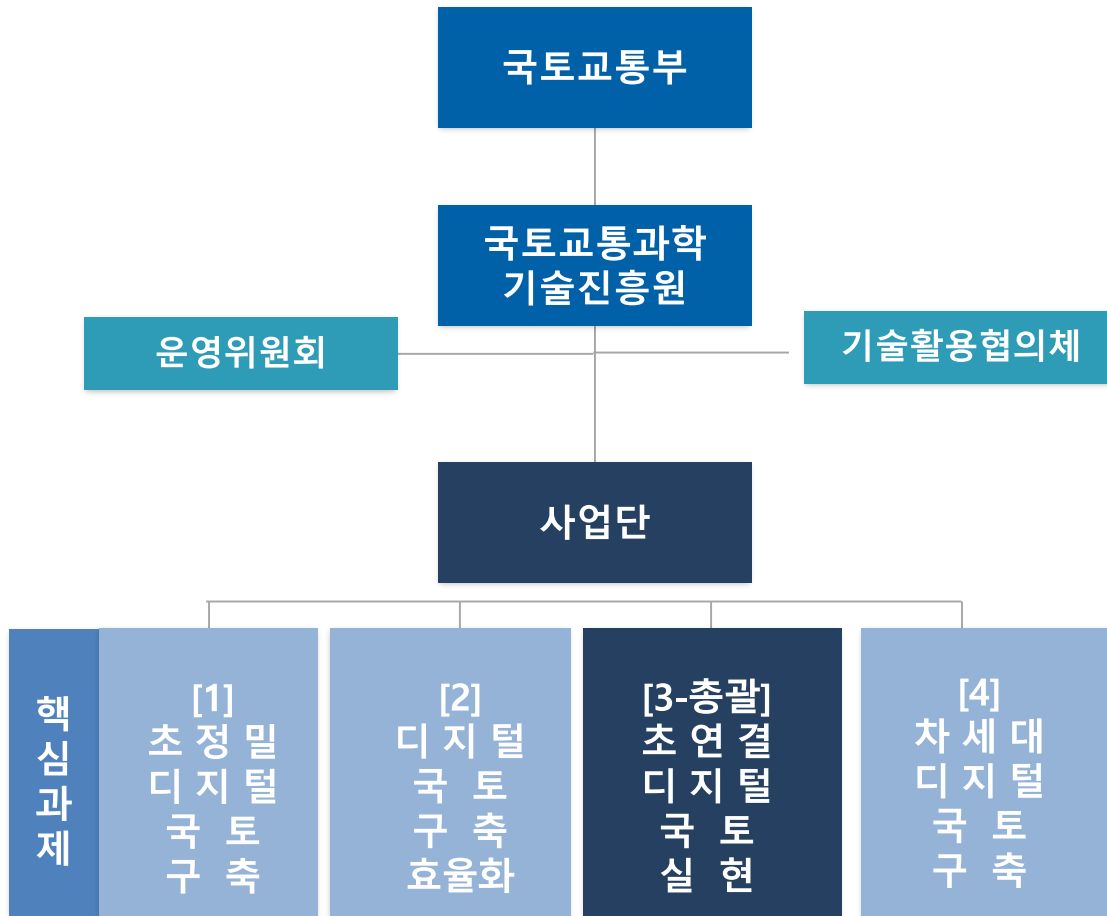 국토교통부
국토교통과학
기술진흥원
운영위원회
기술활용협의체
사업단
핵
심
과
제
[1]
초 정 밀
디 지 털
국 토
구 축
[2]
디 지 털
국 토
구 축
효율화
[3-총괄]
초 연 결
디 지 털
국 토
실 현
[4]
차 세 대
디 지 털
국 토
구 축